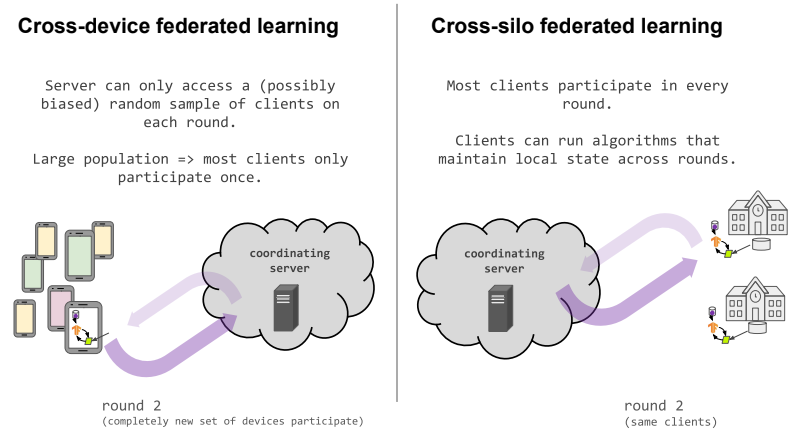 Cross-device federated learning
Server can only access a (possibly
biased) random sample of clients on
each round.
Large population => most clients only
participate once.
coordinating
server
round 2
(completely new set of devices participate)
Cross-silo federated learning
Most clients participate in every
round.
Clients can run algorithms that
maintain local state across rounds.
coordinating
server
round 2
(same clients)